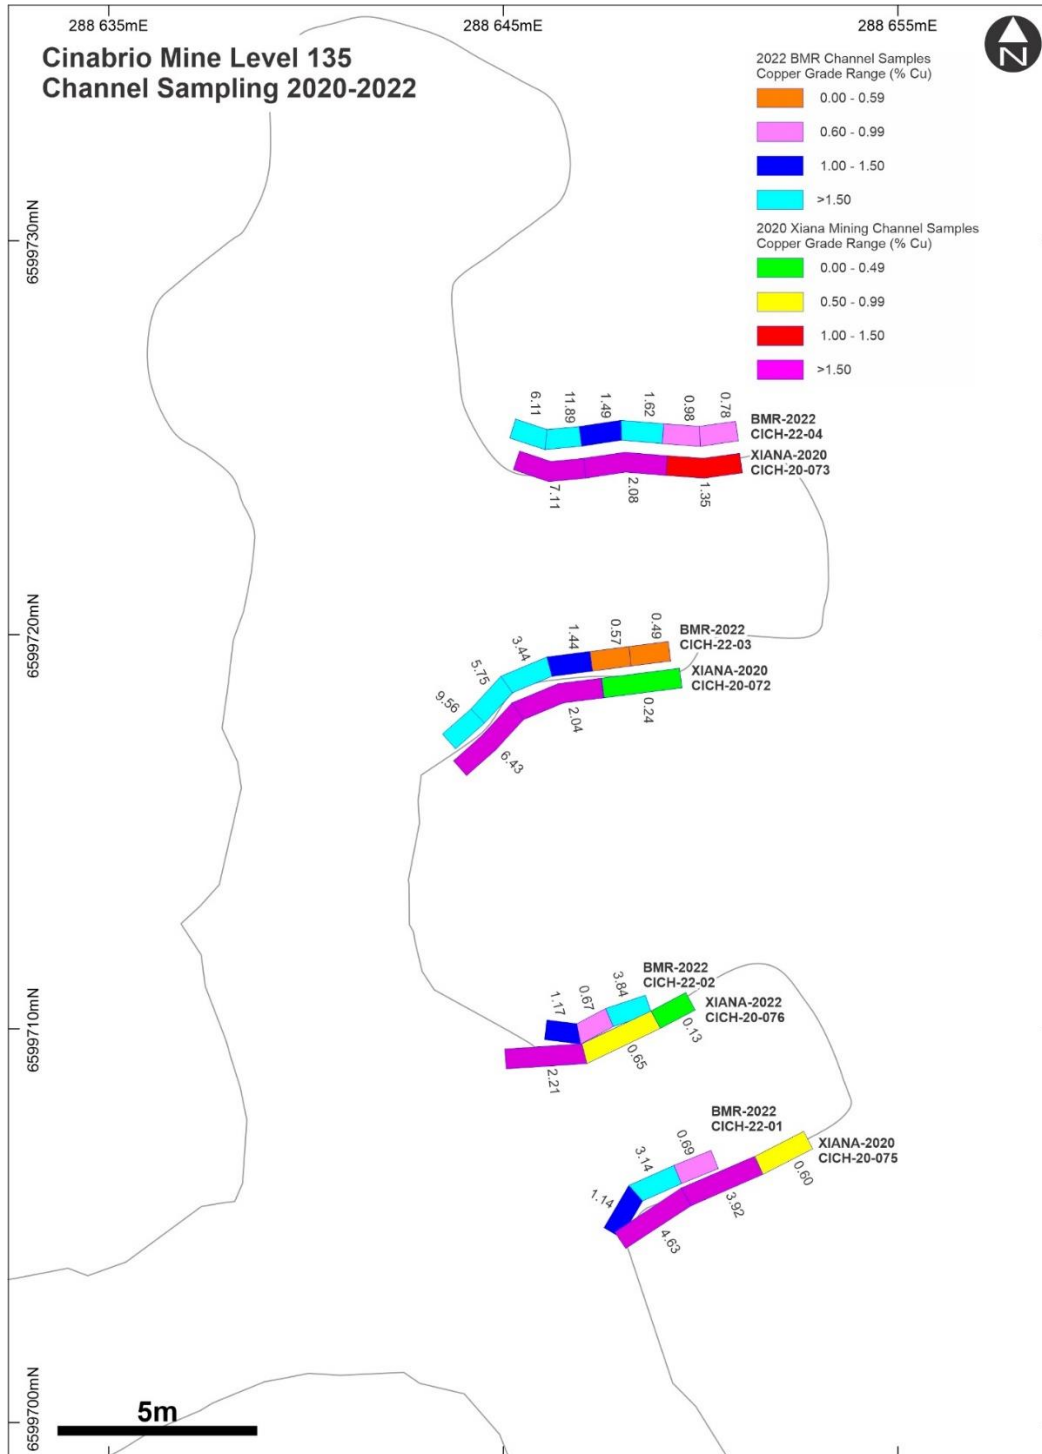 288 635mE
288 645mE
288 655mE
Cinabrio Mine Level 135
Channel Sampling 2020-2022
N
2022 BMR Channel Samples
Copper Grade Range (% Cu)
0.00 - 0.59
0.60 - 0.99
1.00 - 1.50
>1.50
2020 Xiana Mining Channel Samples
Copper Grade Range (% Cu)
0.00 - 0.49
0.50 - 0.99
1.00 - 1.50
>1.50
6599730mN
6.11
11.89
1.49
1.62
0.98
0.78
BMR-2022
CICH-22-04
XIANA-2020
CICH-20-073
7.11
2.08
1.35
6599720mN
9.56
5.75
3.44
1.44
0.57
0.49
BMR-2022
CICH-22-03
XIANA-2020
CICH-20-072
6.43
2.04
0.24
6599710mN
1.17
0.67
3.84
BMR-2022
CICH-22-02
XIANA-2022
CICH-20-076
2.21
0.65
0.13
1.14
3.14
0.69
BMR-2022
CICH-22-01
XIANA-2020
CICH-20-075
4.63
3.92
0.60
6599700mN
5m